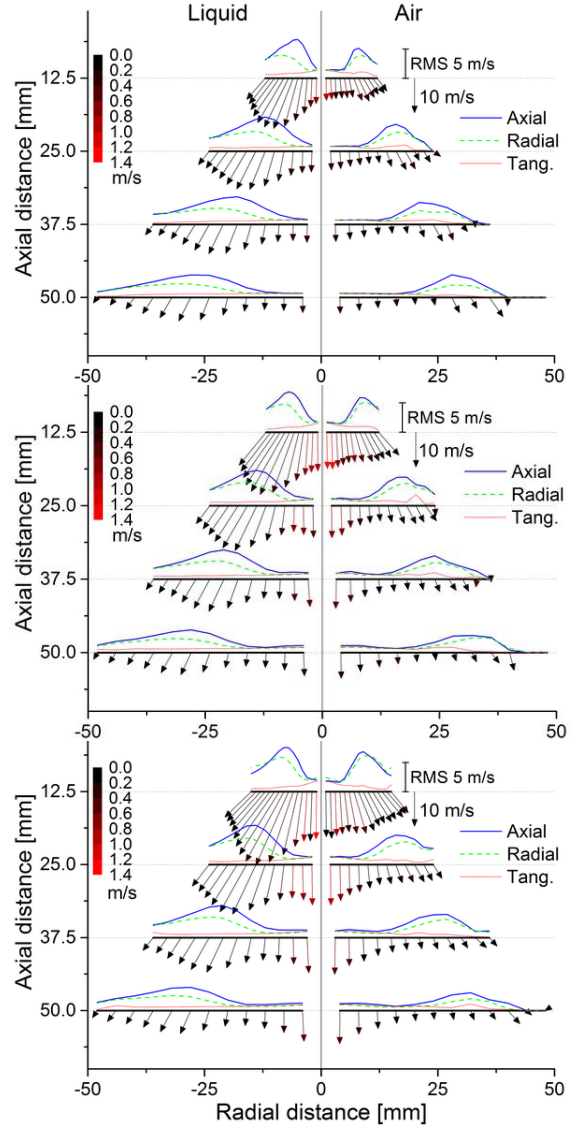 Liquid Air
0.0
0.2
0.4
0.6
0.8
1.0
1.2
1.4
m/s
RMS 5 m/s
10 m/s
Axial
Radial
Tang.
Axial distance [mm]
12.5
25.0
37.5
50.0
-50 -25 0 25 50
0.0
0.2
0.4
0.6
0.8
1.0
1.2
1.4
m/s
RMS 5 m/s
10 m/s
Axial
Radial
Tang.
Axial distance [mm]
12.5
25.0
37.5
50.0
-50 -25 0 25 50
0.0
0.2
0.4
0.6
0.8
1.0
1.2
1.4
m/s
RMS 5 m/s
10 m/s
Axial
Radial
Tang.
Axial distance [mm]
12.5
25.0
37.5
50.0
-50 -25 0 25 50
Radial distance [mm]